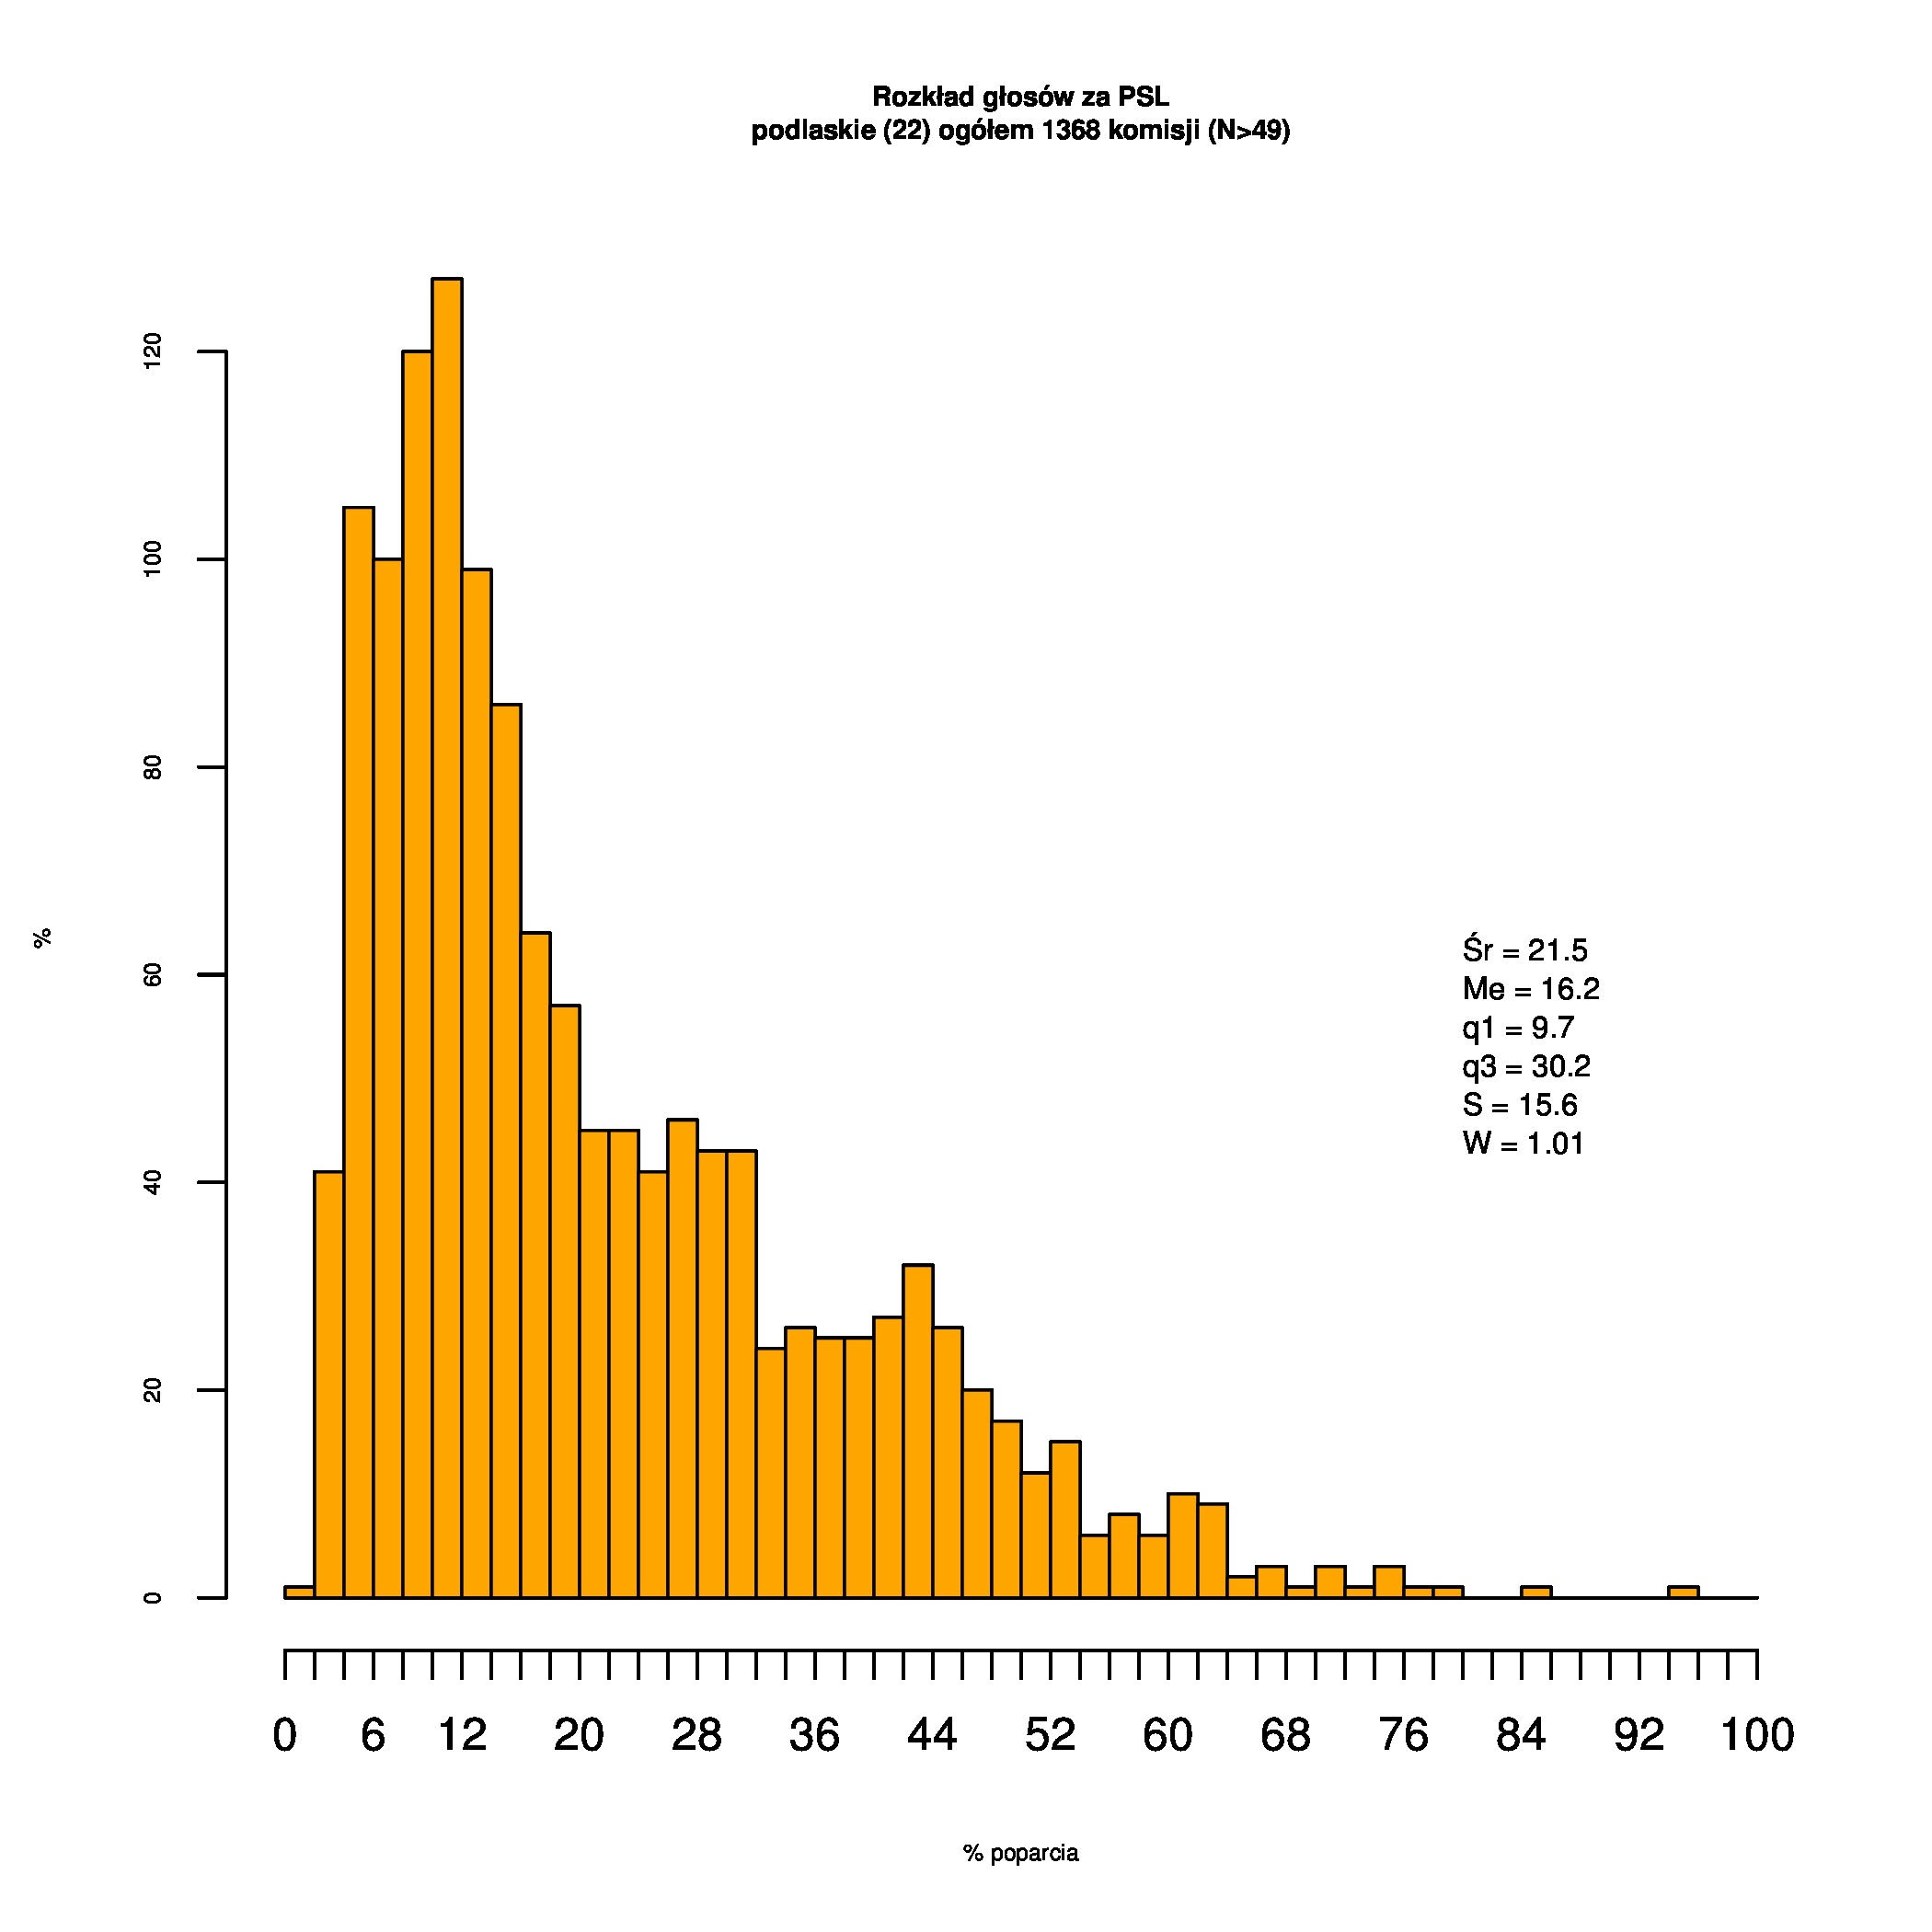 Rozkład głosów za PSL
podlaskie (22) ogółem 1368 komisji (N>49)
%
120
100
80
60
40
20
0
Śr = 21.5
Me = 16.2
q1 = 9.7
q3 = 30.2
S = 15.6
W = 1.01
0 6 12 20 28 36 44 52 60 68 76 84 92 100
% poparcia